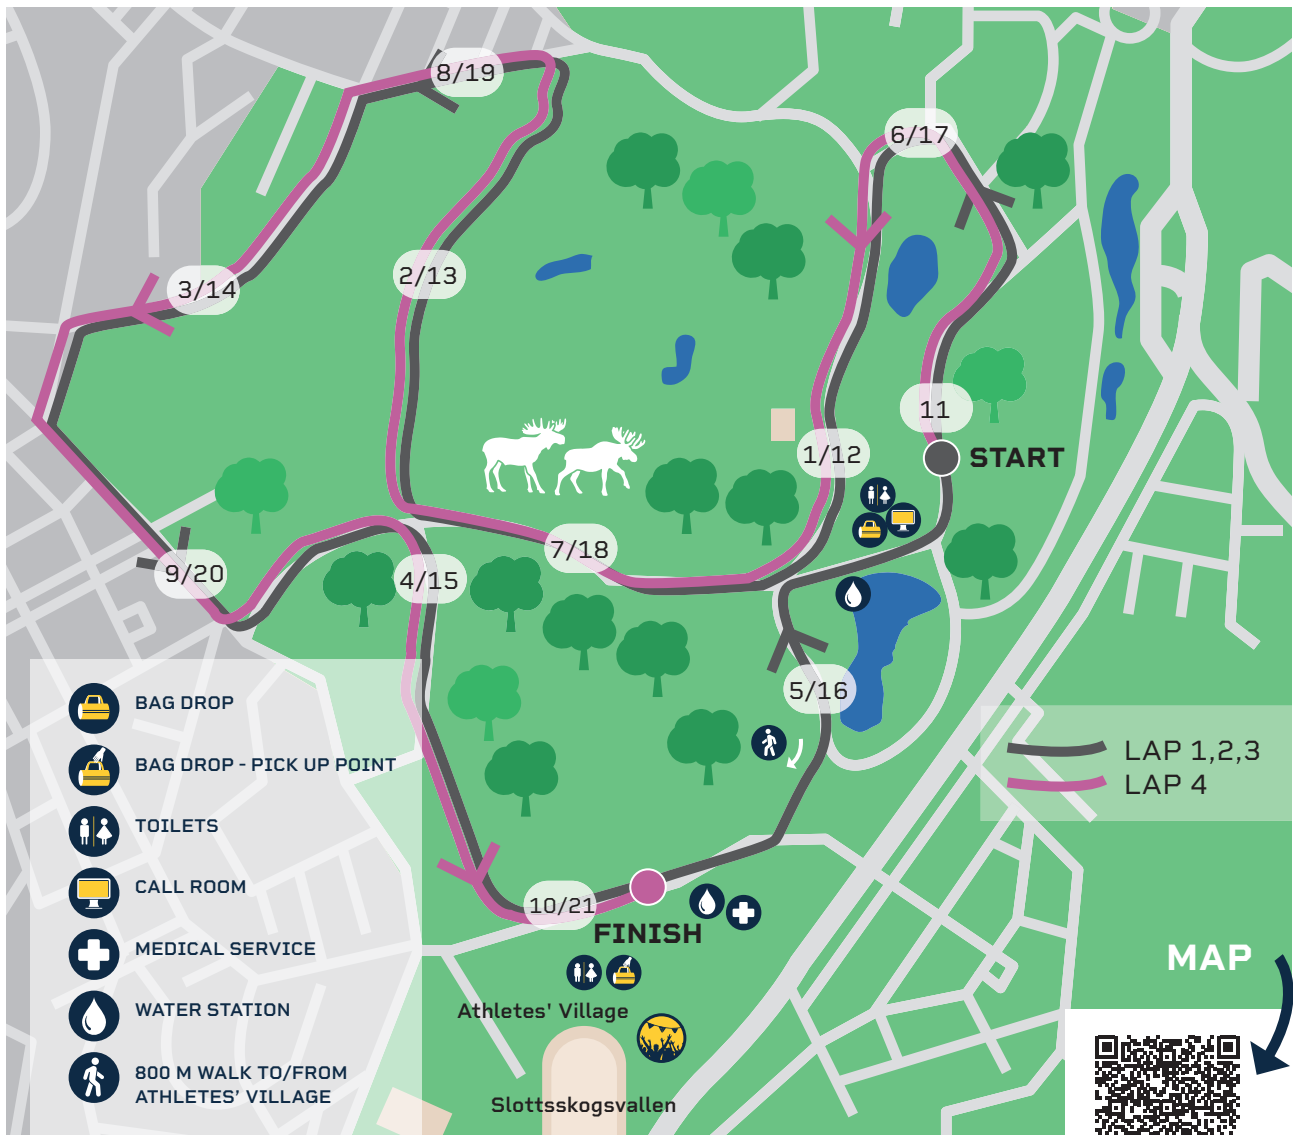 8/19
6/17
2/13
3/14
11
START
1/12
7/18
9/20
4/15
5/16
BAG DROP
BAG DROP - PICK UP POINT
TOILETS
CALL ROOM
MEDICAL SERVICE
WATER STATION
800 M WALK TO/FROM
ATHLETES' VILLAGE
LAP 1,2,3
LAP 4
10/21
FINISH
Athletes' Village
Slottsskogsvallen
MAP